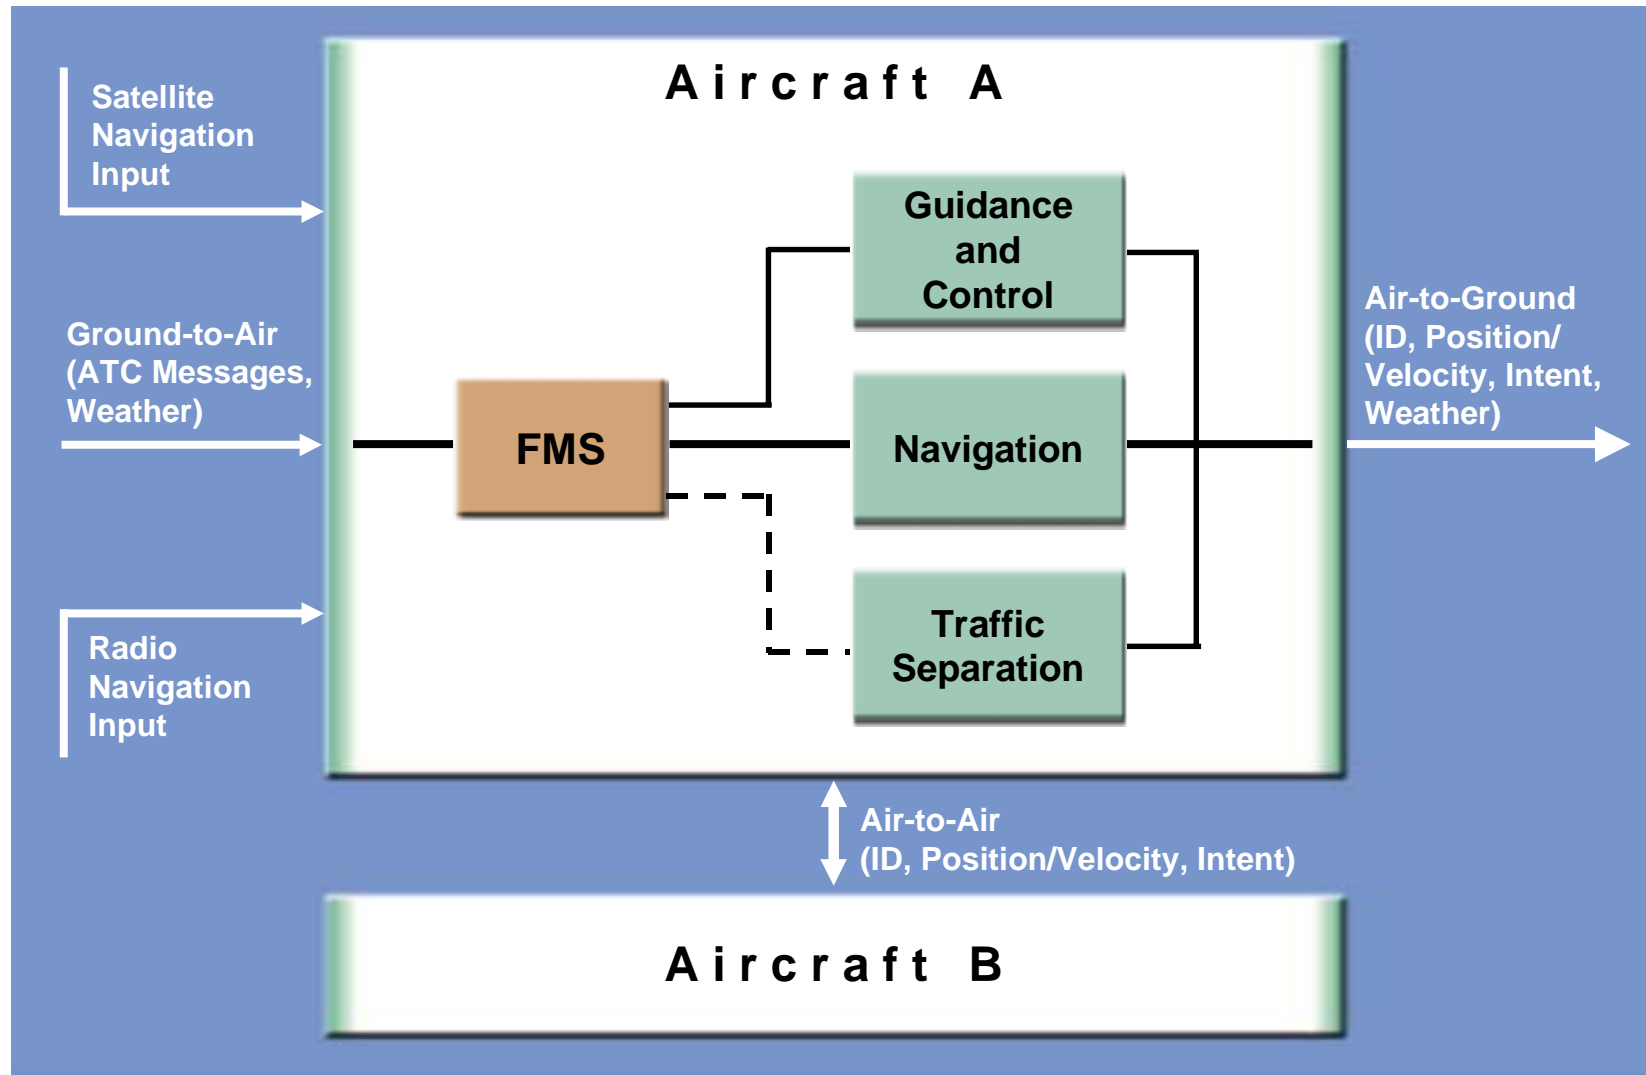 Aircraft A
Satellite
Navigation
Input
Guidance
and
Control
Ground-to-Air
(ATC Messages,
Weather)
FMS
Navigation
Air-to-Ground
(ID, Position/
Velocity, Intent,
Weather)
Radio
Navigation
Input
Traffic
Separation
Air-to-Air
(ID, Position/Velocity, Intent)
Aircraft B